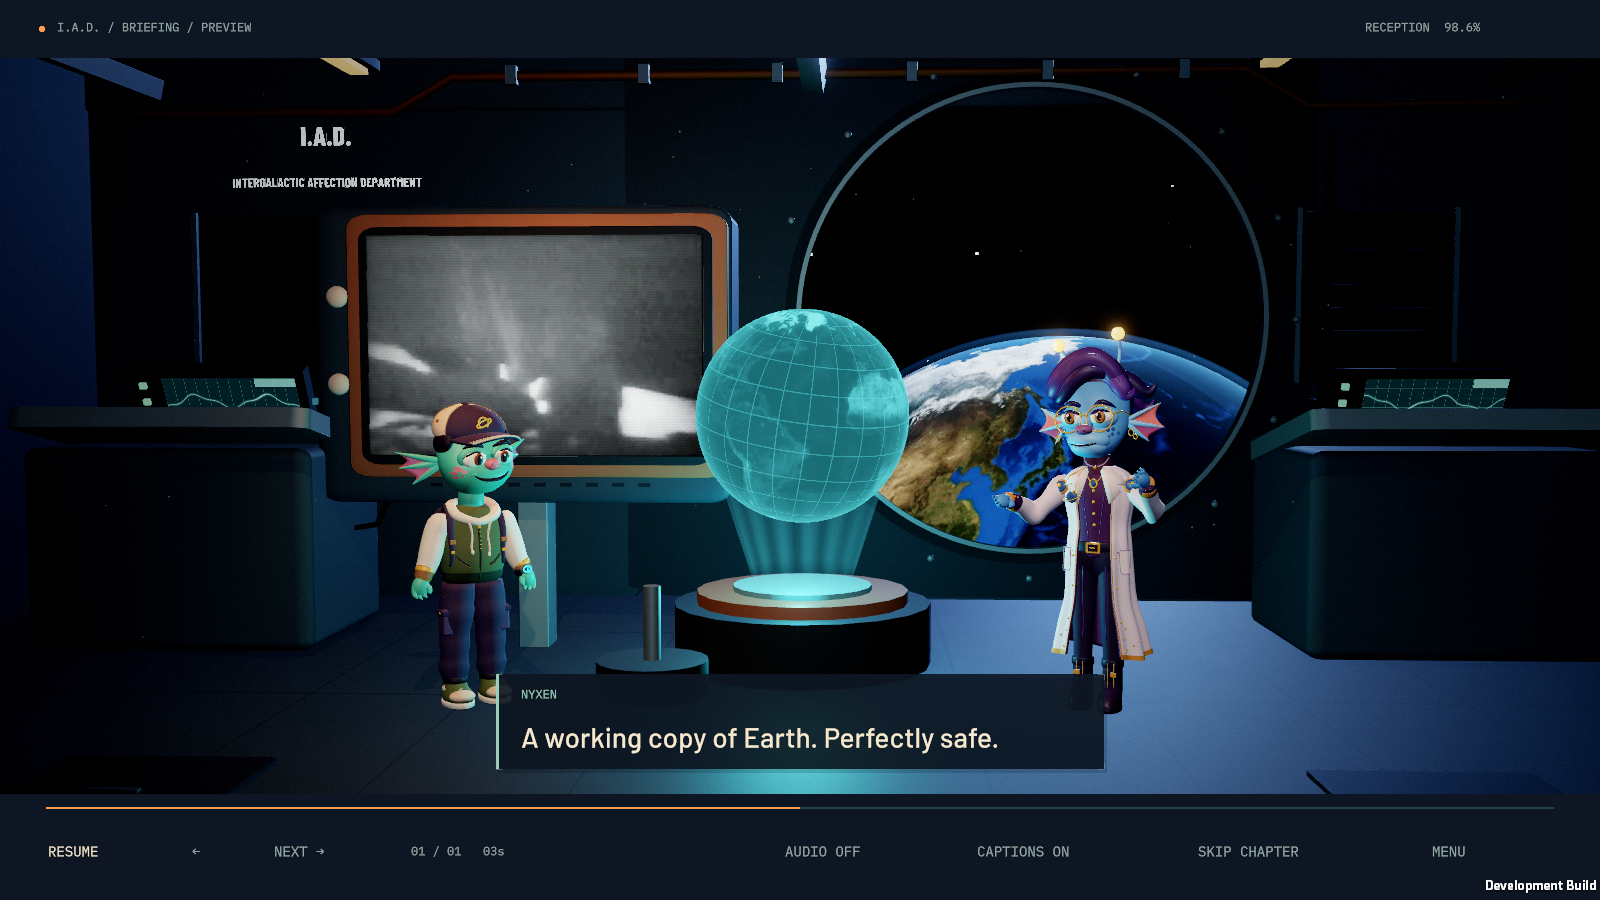 I.A.D. / BRIEFING / PREVIEW
RECEPTION 98.6%
I.A.D.
INTERGALACTIC AFFECTION DEPARTMENT
NYXEN
A working copy of Earth. Perfectly safe.
RESUME
←
NEXT →
01 / 01 03s
AUDIO OFF
CAPTIONS ON
SKIP CHAPTER
MENU
Development Build